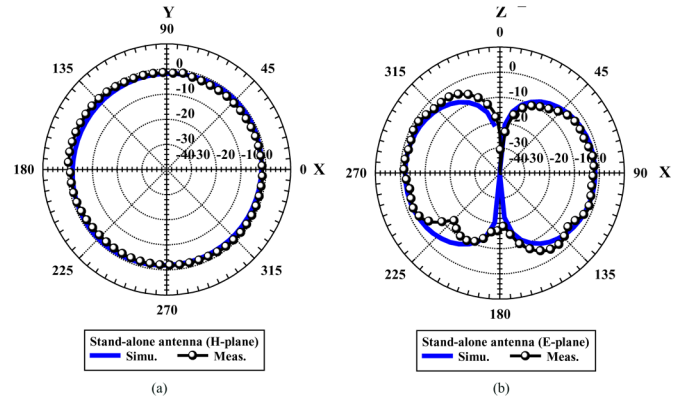 Y
90
135
45
0
-10
-20
-30
-40-30 -20 -10 0
180
0 X
225
315
270
Stand-alone antenna (H-plane)
Simu. Meas.
(a)
Z
0
315
45
0
-10
-20
-30
-40-30 -20 -10 0
270
90 X
225
135
180
Stand-alone antenna (E-plane)
Simu. Meas.
(b)